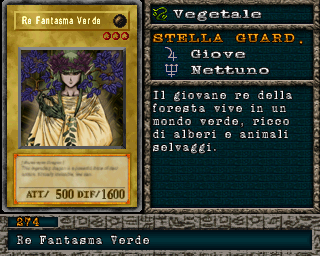 Re Fantasma Verde
ATT/ 500 DIF/1600
Vegetale
STELLA GUARD.
Giove
Nettuno
Il giovane re della
foresta vive in un
mondo verde, ricco
di alberi e animali
selvaggi.
274
Re Fantasma Verde